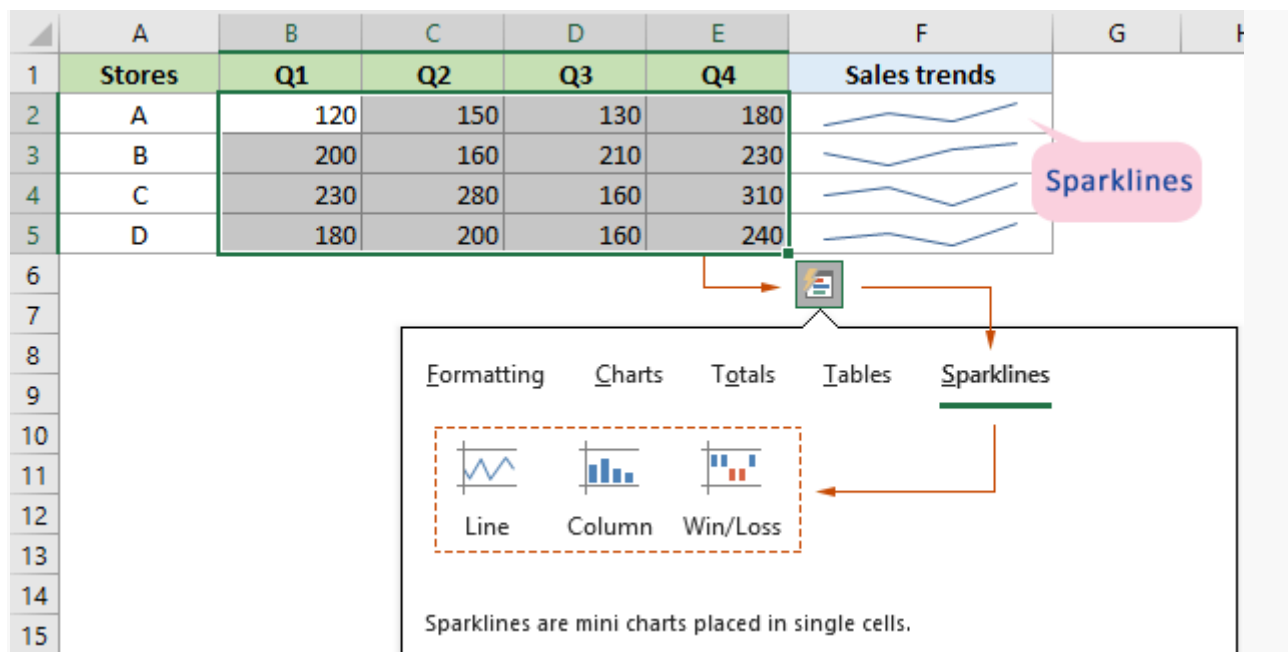 A B C D E F G
1 Stores Q1 Q2 Q3 Q4 Sales trends
2 A 120 150 130 180
3 B 200 160 210 230
Sparklines
4 C 230 280 160 310
5 D 180 200 160 240
6
7
8
Formatting Charts Totals Tables Sparklines
9
10
11
12
Line Column Win/Loss
13
14
15
Sparklines are mini charts placed in single cells.